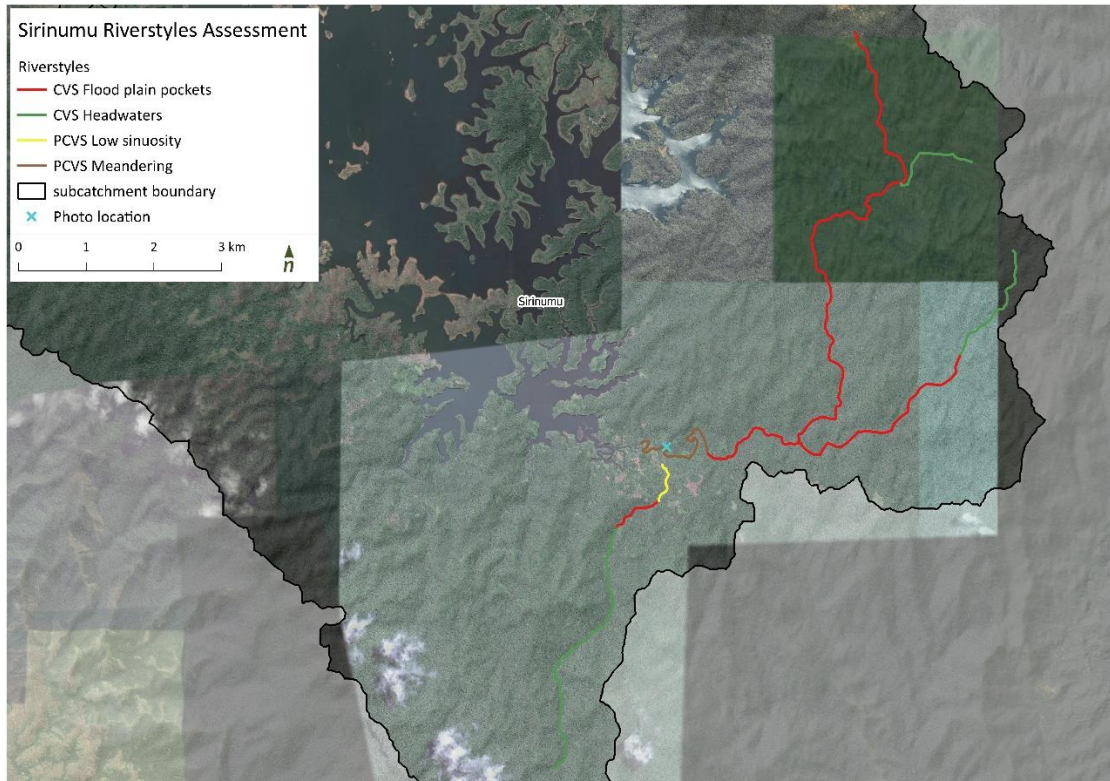 Sirinumu Riverstyles Assessment
Riverstyles
CVS Flood plain pockets
CVS Headwaters
PCVS Low sinuosity
PCVS Meandering
subcatchment boundary
Photo location
0 1 2 3 km
n
Sirinumu